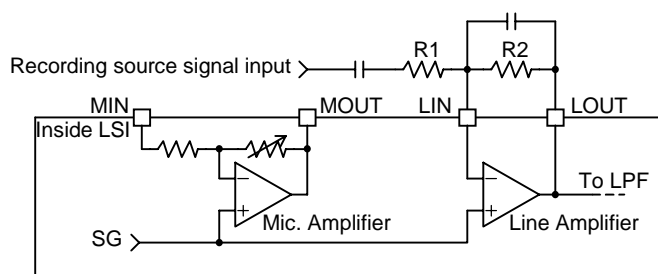 R1
R2
Recording source signal input
MIN
MOUT
LIN
LOUT
Inside LSI
−
+
Mic. Amplifier
−
+
Line Amplifier
To LPF
SG